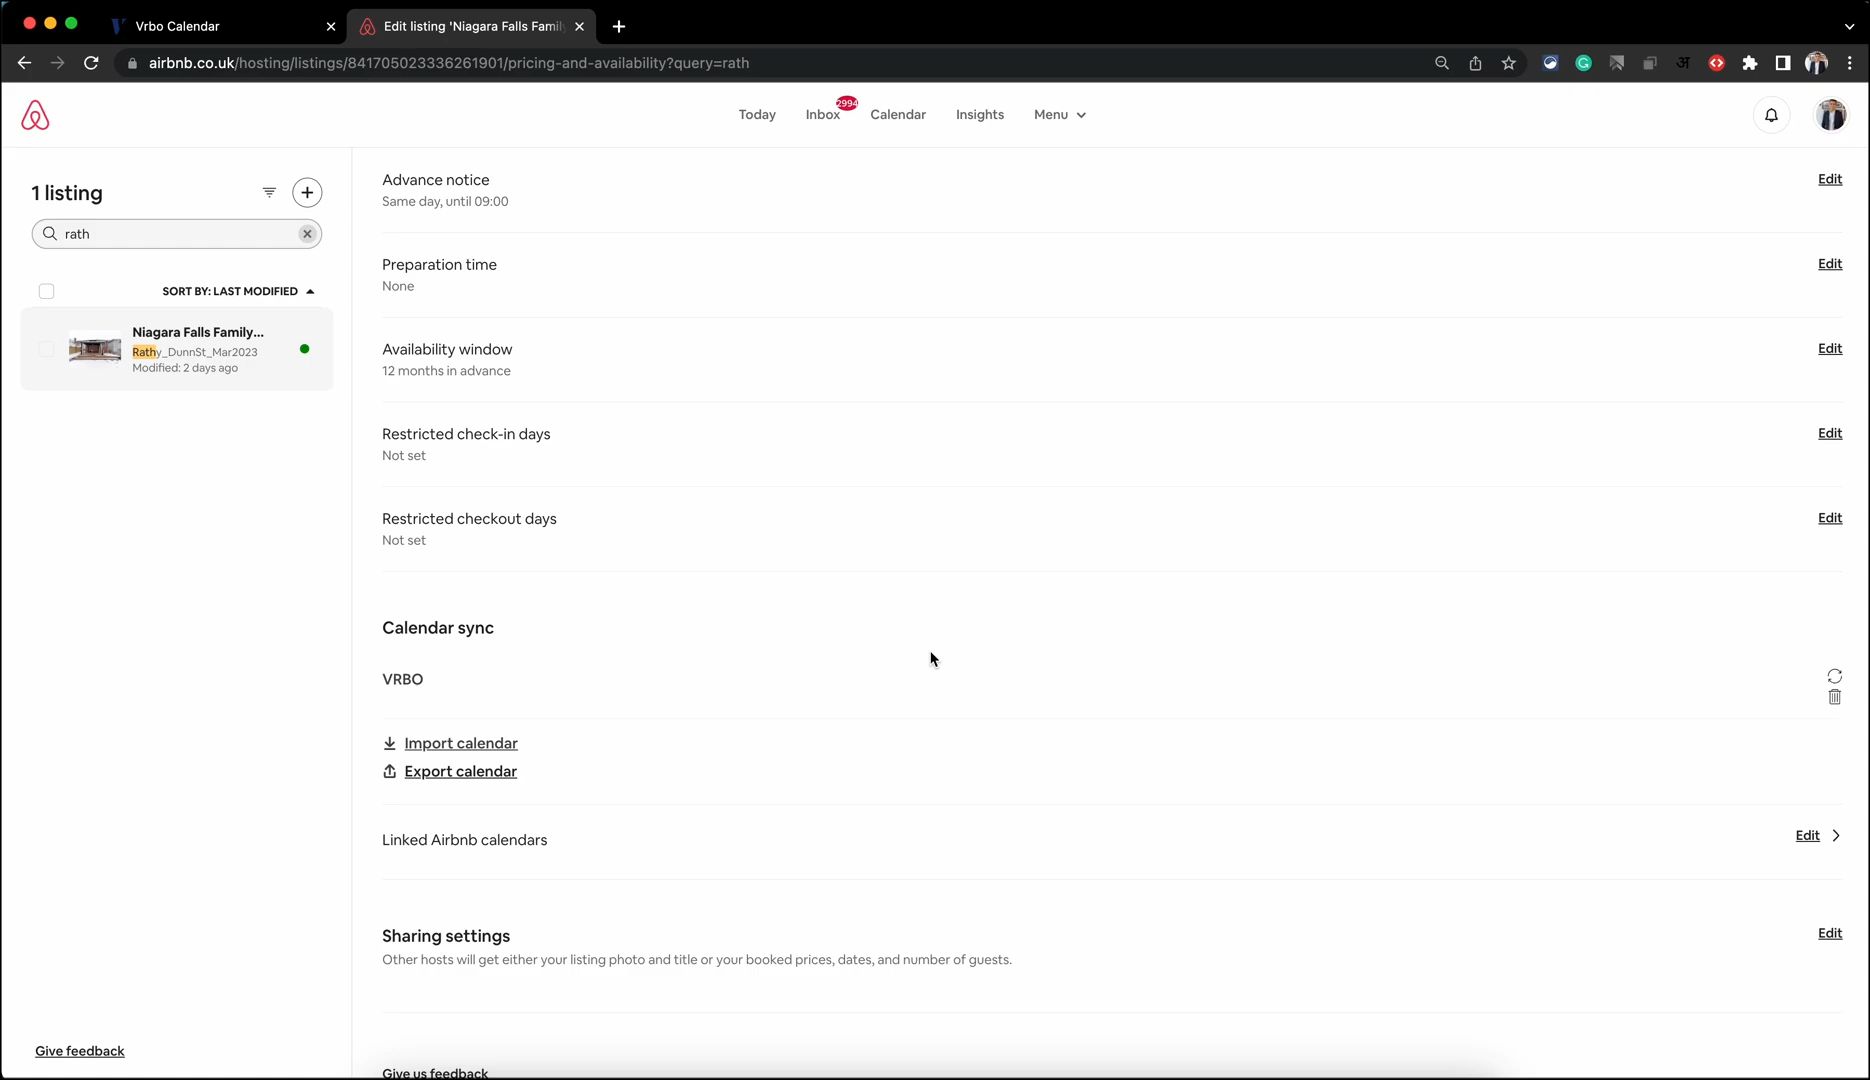 Vrbo Calendar
Edit listing 'Niagara Falls Famil
airbnb.co.uk/hosting/listings/841705023336261901/pricing-and-availability?query=rath
Today
Inbox
2994
Calendar
Insights
Menu
1 listing
rath
SORT BY: LAST MODIFIED
Niagara Falls Family...
Rathy_DunnSt_Mar2023
Modified: 2 days ago
Advance notice
Edit
Same day, until 09:00
Preparation time
Edit
None
Availability window
Edit
12 months in advance
Restricted check-in days
Edit
Not set
Restricted checkout days
Edit
Not set
Calendar sync
VRBO
Import calendar
Export calendar
Linked Airbnb calendars
Edit
Sharing settings
Edit
Other hosts will get either your listing photo and title or your booked prices, dates, and number of guests.
Give feedback
Give us feedback